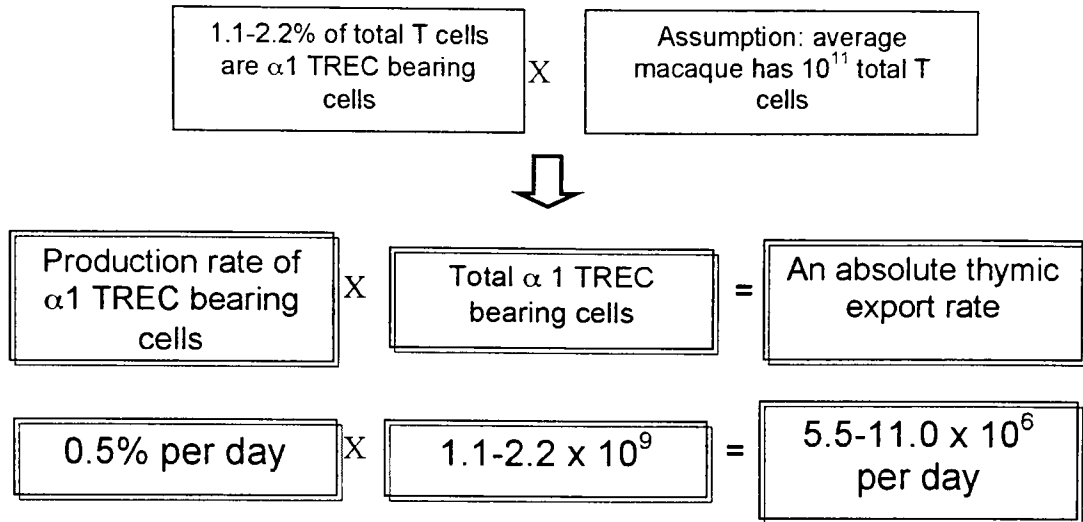 1.1-2.2% of total T cells
are α1 TREC bearing
cells
X
Assumption: average
macaque has 10¹¹ total T
cells
Production rate of
α1 TREC bearing
cells
X
Total α 1 TREC
bearing cells
=
An absolute thymic
export rate
0.5% per day
X
1.1-2.2 x 10⁹
=
5.5-11.0 x 10⁶
per day